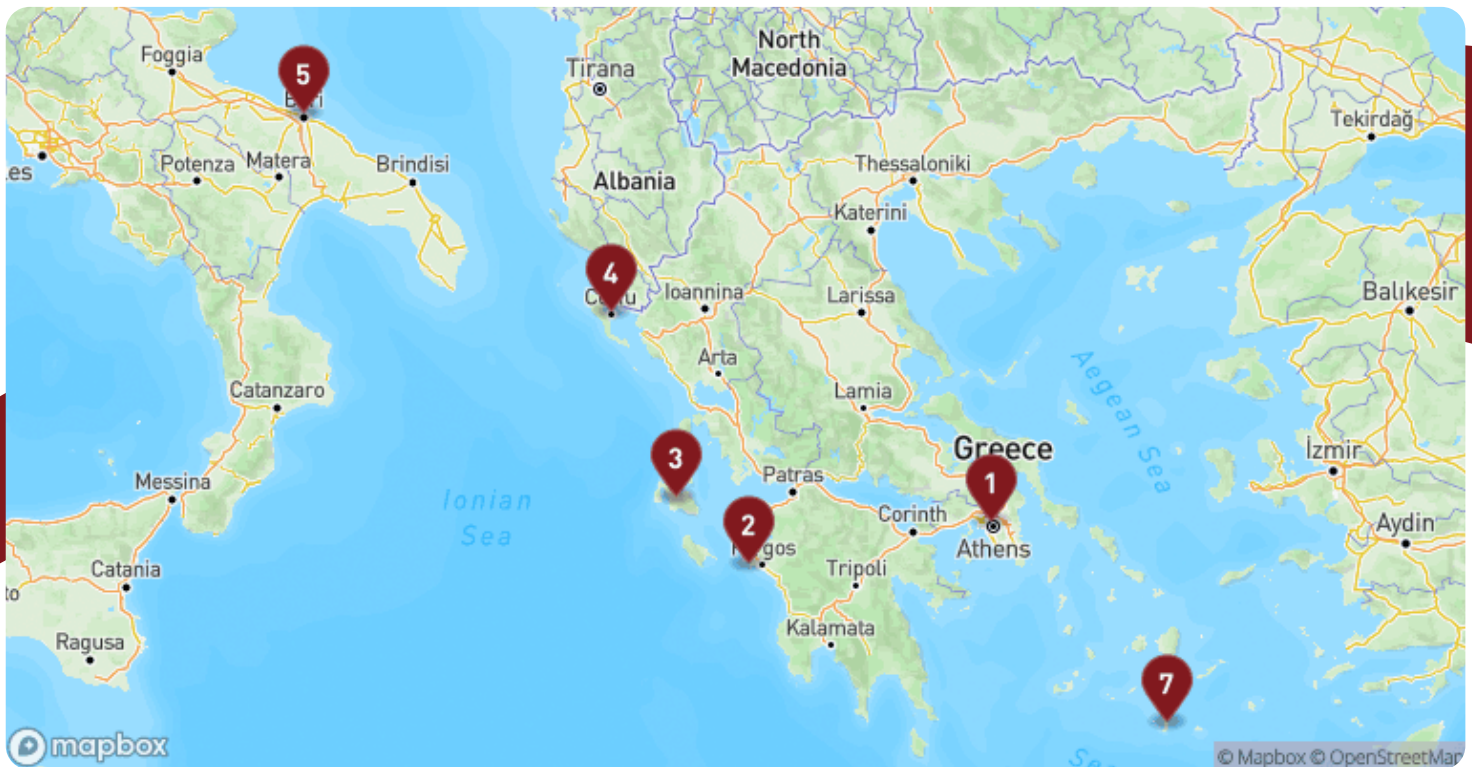 Foggia
5
Tirana
North
Macedonia
Tekirdağ
Potenza
Matera
Brindisi
Albania
Thessaloniki
Katerini
4
Ioannina
Larissa
Balıkesir
Arta
Aegean Sea
Catanzaro
Lamia
3
Greece
İzmir
Messina
Patras
1
Ionian
Sea
2
Corinth
Aydin
Athens
Catania
Tripoli
Ragusa
Kalamata
7
mapbox
© Mapbox © OpenStreetMap